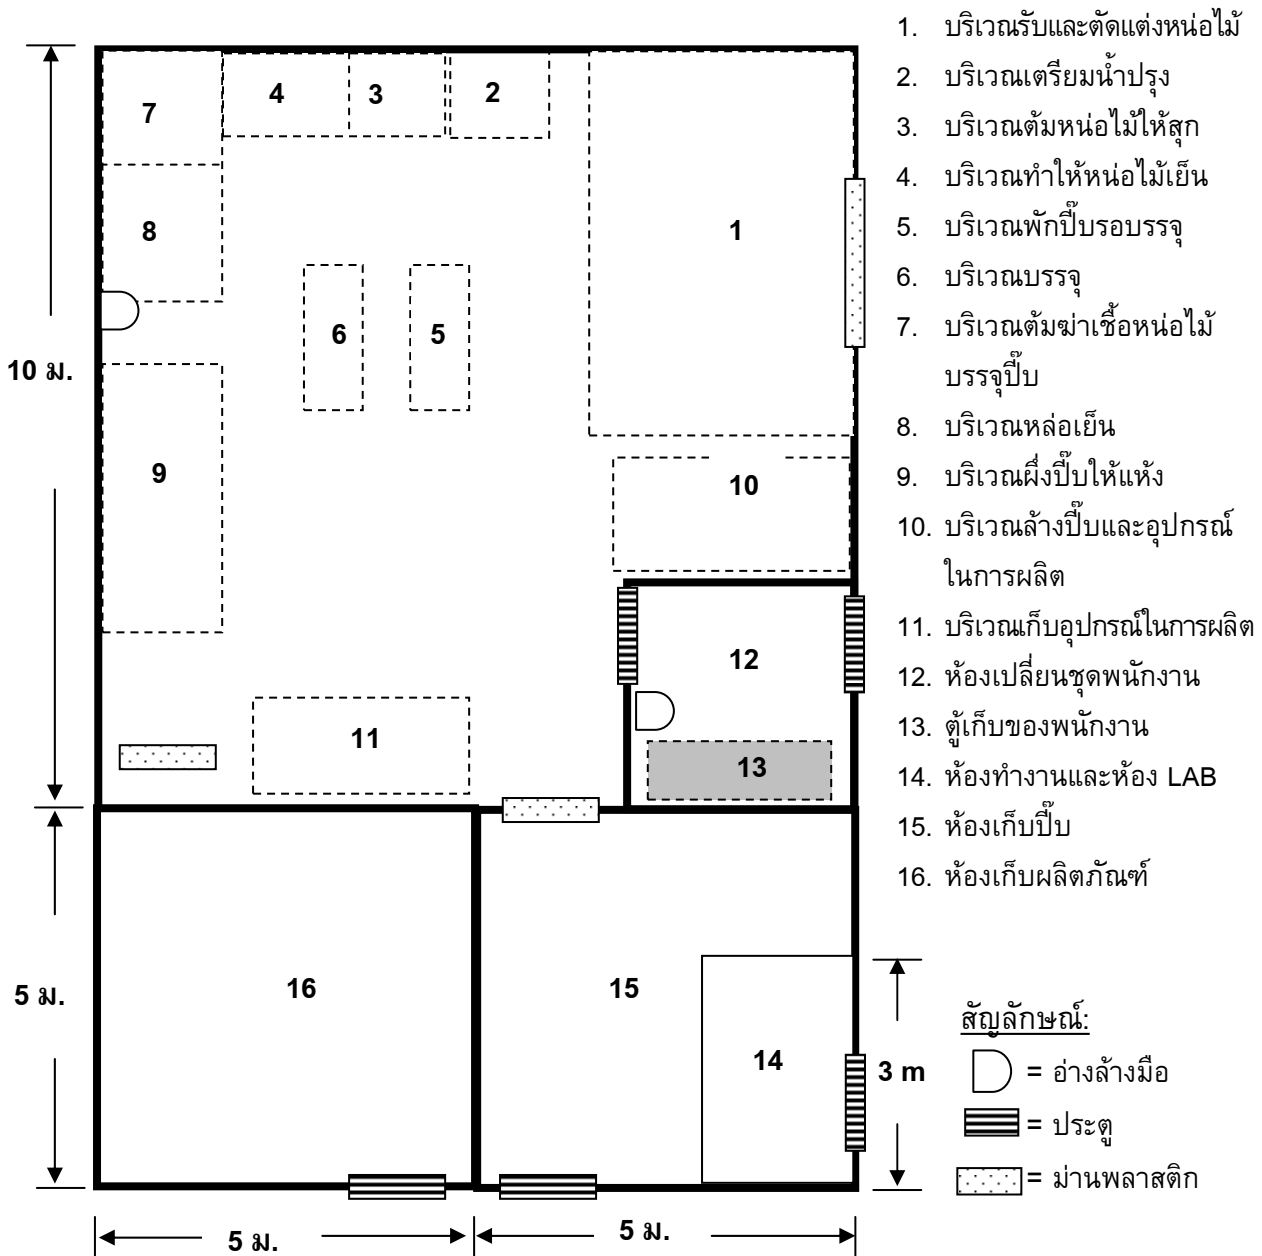 1. บริเวณรับและตัดแต่งหน่อไม้
2. บริเวณเตรียมน้ำปรุง
3. บริเวณต้มหน่อไม้ให้สุก
4. บริเวณทำให้หน่อไม้เย็น
5. บริเวณพักปี๊บรอบรรจุ
6. บริเวณบรรจุ
7. บริเวณต้มฆ่าเชื้อหน่อไม้
บรรจุปี๊บ
8. บริเวณหล่อเย็น
9. บริเวณผึ่งปี๊บให้แห้ง
10. บริเวณล้างปี๊บและอุปกรณ์
ในการผลิต
11. บริเวณเก็บอุปกรณ์ในการผลิต
12. ห้องเปลี่ยนชุดพนักงาน
13. ตู้เก็บของพนักงาน
14. ห้องทำงานและห้อง LAB
15. ห้องเก็บปี๊บ
16. ห้องเก็บผลิตภัณฑ์
7
4
3
2
8
1
6
5
10 ม.
9
10
12
11
13
16
15
5 ม.
14
3 m
สัญลักษณ์:
= อ่างล้างมือ
= ประตู
= ม่านพลาสติก
5 ม.
5 ม.